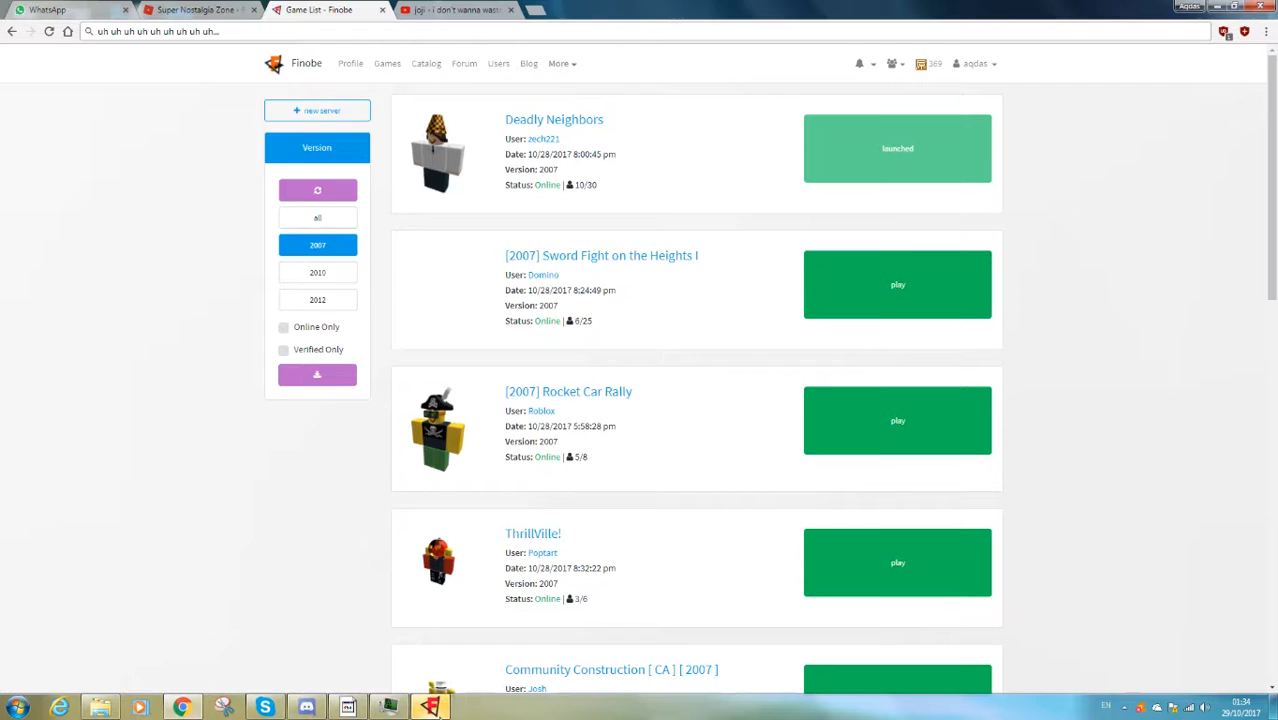 WhatsApp
Super Nostalgia Zone -
Game List - Finobe
joji - i don't wanna wast
Aqdas
uh uh uh uh uh uh uh uh uh...
Finobe
Profile
Games
Catalog
Forum
Users
Blog
More
369
aqdas
+ new server
Version
all
2007
2010
2012
Online Only
Verified Only
Deadly Neighbors
User: zech221
Date: 10/28/2017 8:00:45 pm
Version: 2007
Status: Online | 10/30
launched
[2007] Sword Fight on the Heights I
User: Domino
Date: 10/28/2017 8:24:49 pm
Version: 2007
Status: Online | 6/25
play
[2007] Rocket Car Rally
User: Roblox
Date: 10/28/2017 5:58:28 pm
Version: 2007
Status: Online | 5/8
play
ThrillVille!
User: Poptart
Date: 10/28/2017 8:32:22 pm
Version: 2007
Status: Online | 3/6
play
Community Construction [ CA ] [ 2007 ]
User: Josh
EN
01:34
29/10/2017